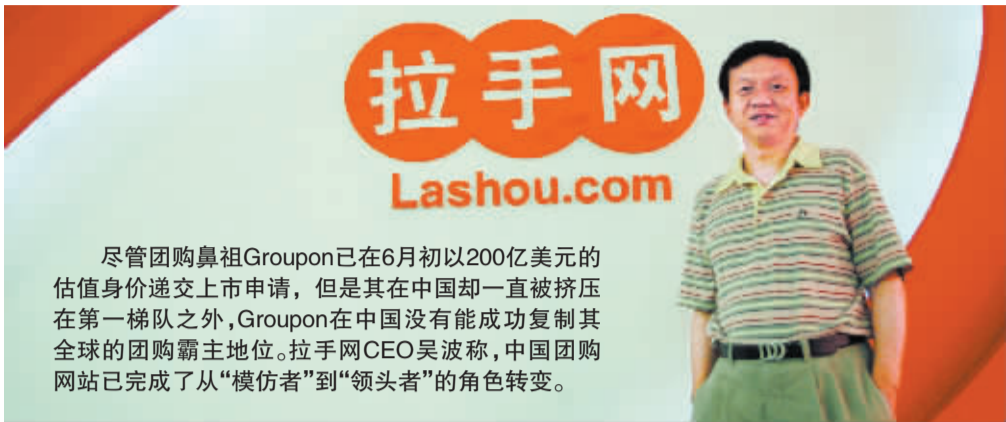 拉手网
Lashou.com
尽管团购鼻祖Groupon已在6月初以200亿美元的
估值身价递交上市申请，但是其在中国却一直被挤压
在第一梯队之外，Groupon在中国没有能成功复制其
全球的团购霸主地位。拉手网CEO吴波称，中国团购
网站已完成了从“模仿者”到“领头者”的角色转变。